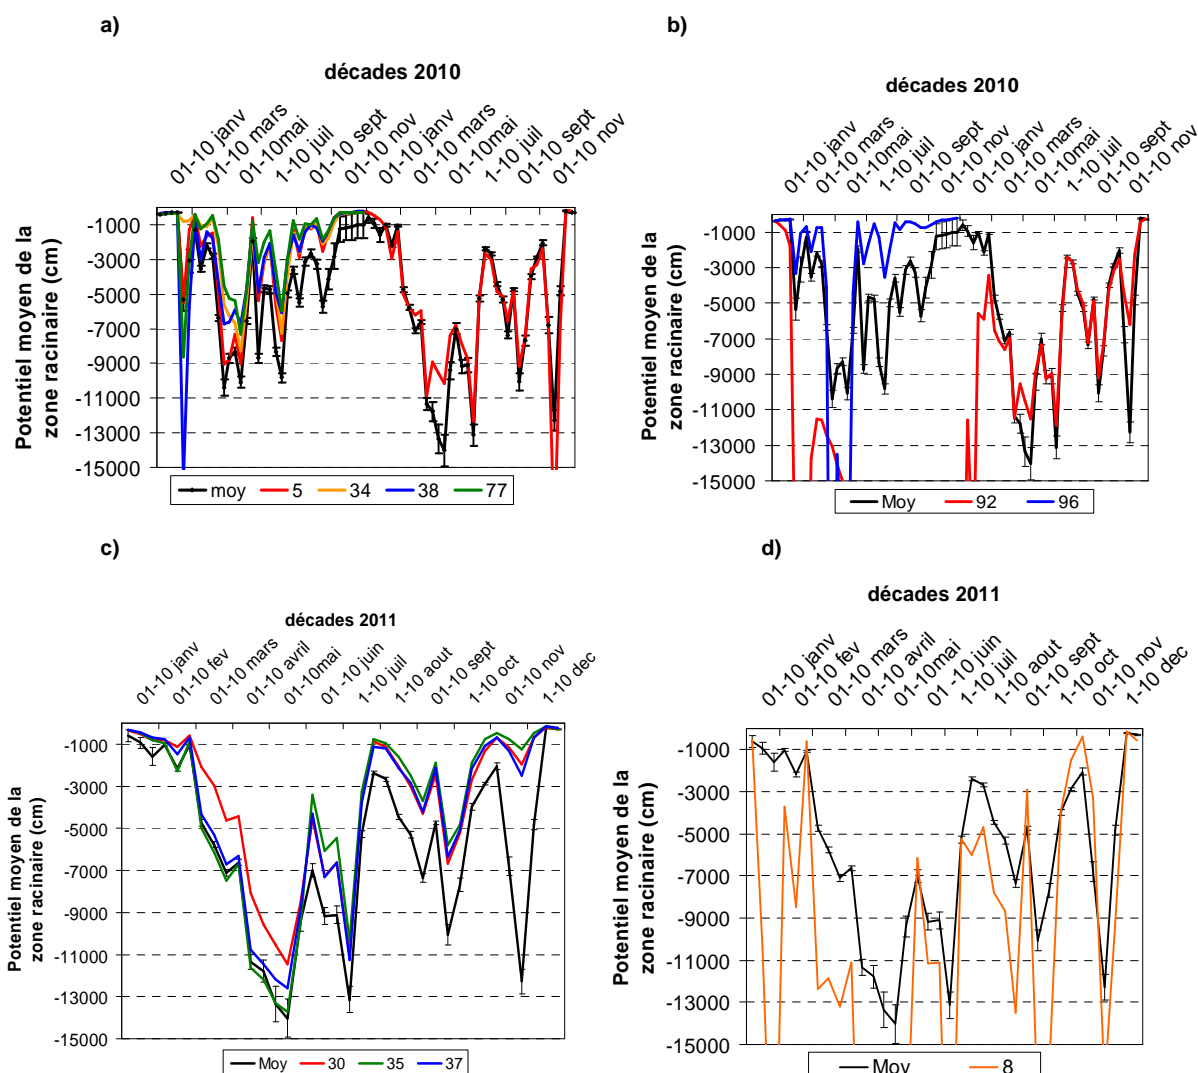 a)
décades 2010
01-10 janv
01-10 mars
01-10mai
1-10 juil
01-10 sept
01-10 nov
01-10 janv
01-10 mars
01-10mai
1-10 juil
01-10 sept
01-10 nov
Potentiel moyen de la
zone racinaire (cm)
-1000
-3000
-5000
-7000
-9000
-11000
-13000
-15000
moy 5 34 38 77
b)
décades 2010
01-10 janv
01-10 mars
01-10mai
1-10 juil
01-10 sept
01-10 nov
01-10 janv
01-10 mars
01-10mai
1-10 juil
01-10 sept
01-10 nov
Potentiel moyen de la
zone racinaire (cm)
-1000
-3000
-5000
-7000
-9000
-11000
-13000
-15000
Moy 92 96
c)
décades 2011
01-10 janv
01-10 fev
01-10 mars
01-10 avril
01-10mai
01-10 juin
1-10 juil
1-10 aout
01-10 sept
1-10 oct
01-10 nov
1-10 dec
Potentiel moyen de la
zone racinaire (cm)
-1000
-3000
-5000
-7000
-9000
-11000
-13000
-15000
Moy 30 35 37
d)
décades 2011
01-10 janv
01-10 fev
01-10 mars
01-10 avril
01-10mai
01 -10 juin
1-10 juil
1-10 aout
01-10 sept
1-10 oct
01-10 nov
1-10 dec
Potentiel moyen de la
zone racinaire (cm)
-1000
-3000
-5000
-7000
-9000
-11000
-13000
-15000
Moy 8